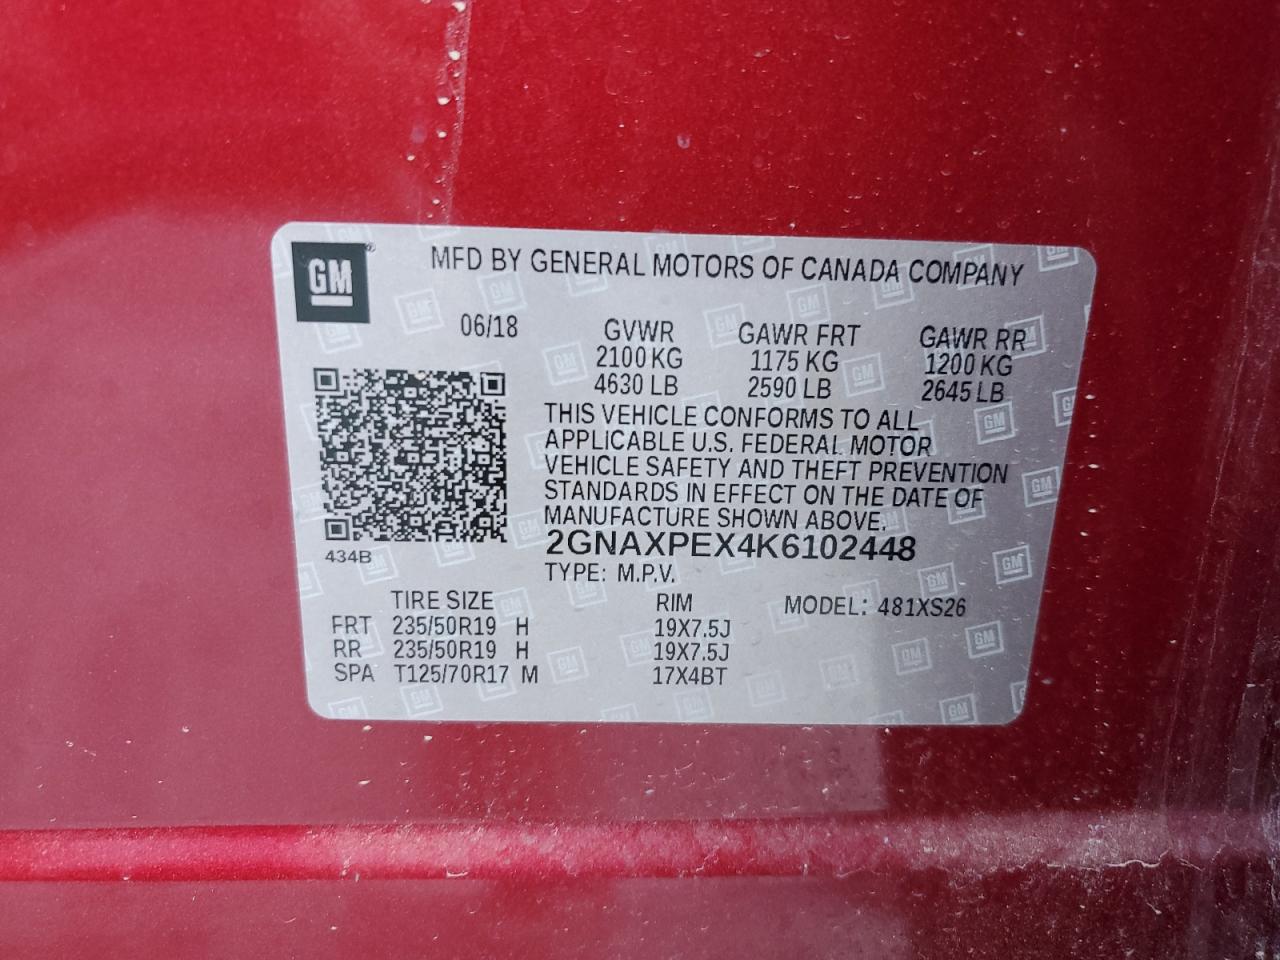 GM
MFD BY GENERAL MOTORS OF CANADA COMPANY
06/18
GVWR GAWR FRT GAWR RR
2100 KG 1175 KG 1200 KG
4630 LB 2590 LB 2645 LB
THIS VEHICLE CONFORMS TO ALL
APPLICABLE U.S. FEDERAL MOTOR
VEHICLE SAFETY AND THEFT PREVENTION
STANDARDS IN EFFECT ON THE DATE OF
MANUFACTURE SHOWN ABOVE.
2GNAXPEX4K6102448
434B
TYPE: M.P.V.
TIRE SIZE RIM MODEL: 481XS26
FRT 235/50R19 H 19X7.5J
RR 235/50R19 H 19X7.5J
SPA T125/70R17 M 17X4BT